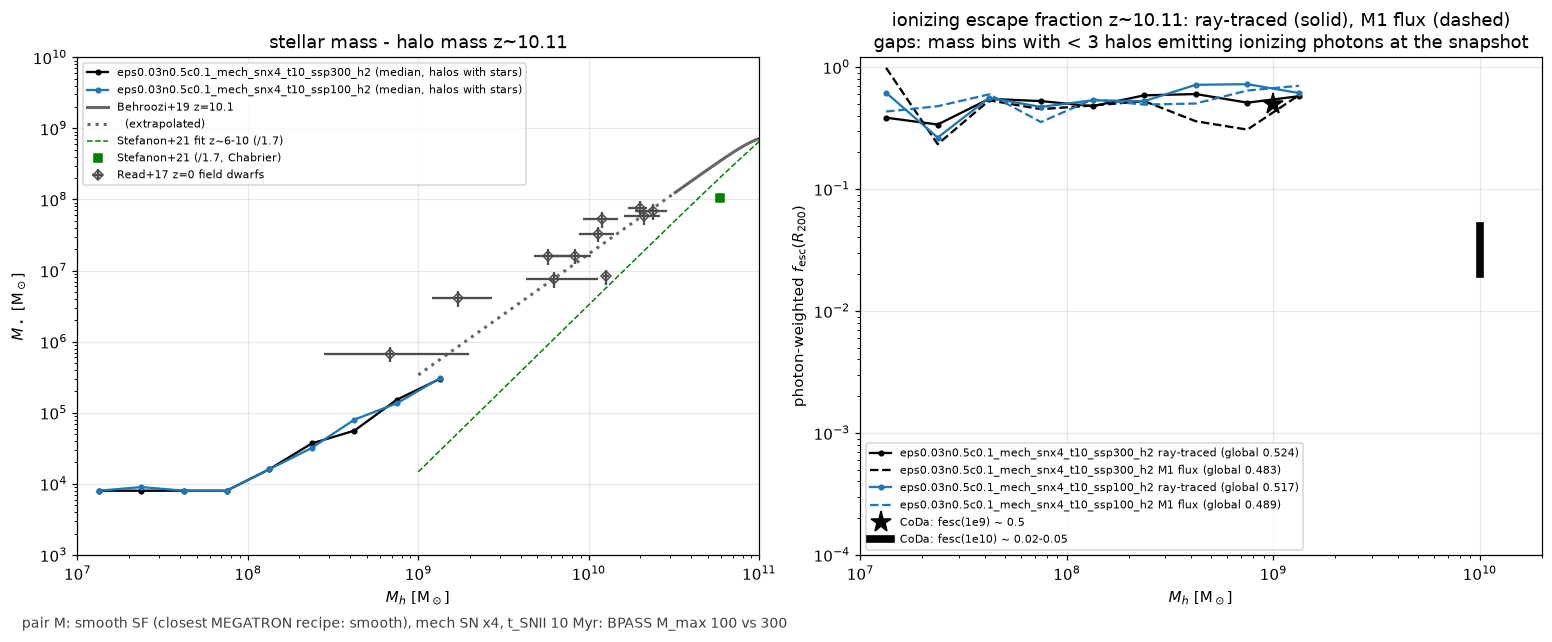 stellar mass - halo mass z~10.11
eps0.03n0.5c0.1_mech_snx4_t10_ssp300_h2 (median, halos with stars)
eps0.03n0.5c0.1_mech_snx4_t10_ssp100_h2 (median, halos with stars)
Behroozi+19 z=10.1
(extrapolated)
Stefanon+21 fit z~6-10 (/1.7)
Stefanon+21 (/1.7, Chabrier)
Read+17 z=0 field dwarfs
10^10
10^9
10^8
10^7
10^6
10^5
10^4
10^3
M⋆ [M⊙]
10^7
10^8
10^9
10^10
10^11
M_h [M⊙]
ionizing escape fraction z~10.11: ray-traced (solid), M1 flux (dashed)
gaps: mass bins with < 3 halos emitting ionizing photons at the snapshot
10^0
10^−1
10^−2
10^−3
10^−4
photon-weighted f_esc(R_200)
eps0.03n0.5c0.1_mech_snx4_t10_ssp300_h2 ray-traced (global 0.524)
eps0.03n0.5c0.1_mech_snx4_t10_ssp300_h2 M1 flux (global 0.483)
eps0.03n0.5c0.1_mech_snx4_t10_ssp100_h2 ray-traced (global 0.517)
eps0.03n0.5c0.1_mech_snx4_t10_ssp100_h2 M1 flux (global 0.489)
CoDa: fesc(1e9) ~ 0.5
CoDa: fesc(1e10) ~ 0.02-0.05
10^7
10^8
10^9
10^10
M_h [M⊙]
pair M: smooth SF (closest MEGATRON recipe: smooth), mech SN x4, t_SNII 10 Myr: BPASS M_max 100 vs 300